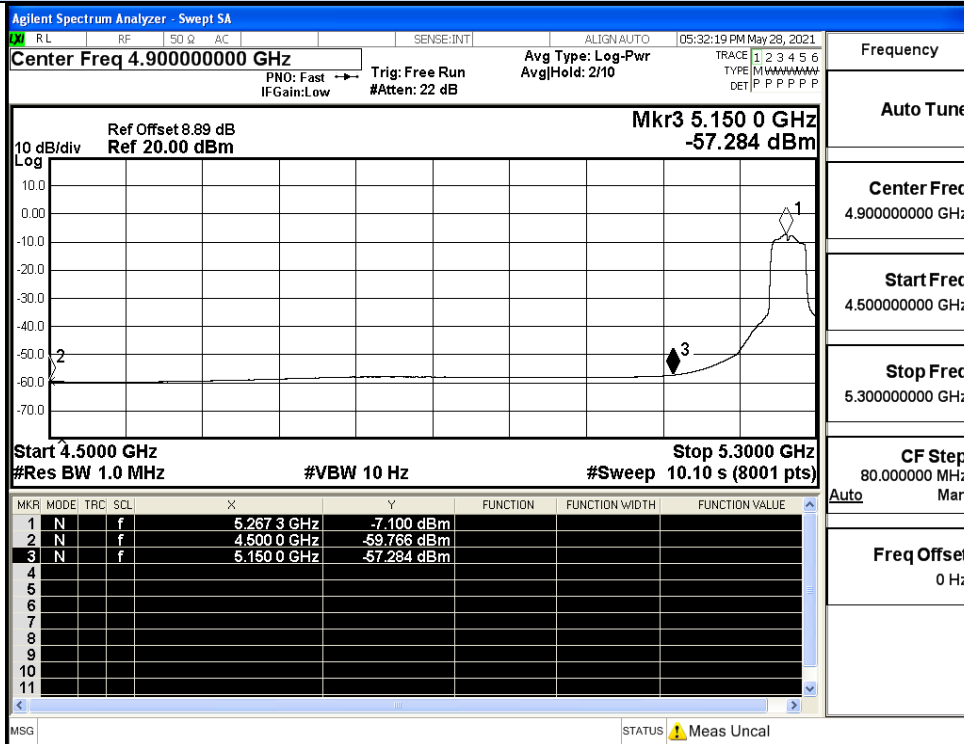 Agilent Spectrum Analyzer - Swept SA
LXI RL RF 50 Ω AC SENSE:INT ALIGN AUTO 05:32:19 PM May 28, 2021
Center Freq 4.900000000 GHz
PNO: Fast
IFGain:Low
Trig: Free Run
#Atten: 22 dB
Avg Type: Log-Pwr
Avg|Hold: 2/10
TRACE 1 2 3 4 5 6
TYPE M WWWWW
DET P P P P P P
Ref Offset 8.89 dB
10 dB/div Ref 20.00 dBm
Log
Mkr3 5.150 0 GHz
-57.284 dBm
10.0
0.00
-10.0
-20.0
-30.0
-40.0
-50.0
-60.0
-70.0
1
2
3
Start 4.5000 GHz Stop 5.3000 GHz
#Res BW 1.0 MHz #VBW 10 Hz #Sweep 10.10 s (8001 pts)
MKR MODE TRC SCL X Y FUNCTION FUNCTION WIDTH FUNCTION VALUE
1 N f 5.267 3 GHz -7.100 dBm
2 N f 4.500 0 GHz -59.766 dBm
3 N f 5.150 0 GHz -57.284 dBm
4
5
6
7
8
9
10
11
MSG STATUS Meas Uncal
Frequency
Auto Tune
Center Freq
4.900000000 GHz
Start Freq
4.500000000 GHz
Stop Freq
5.300000000 GHz
CF Step
80.000000 MHz
Auto Man
Freq Offset
0 Hz